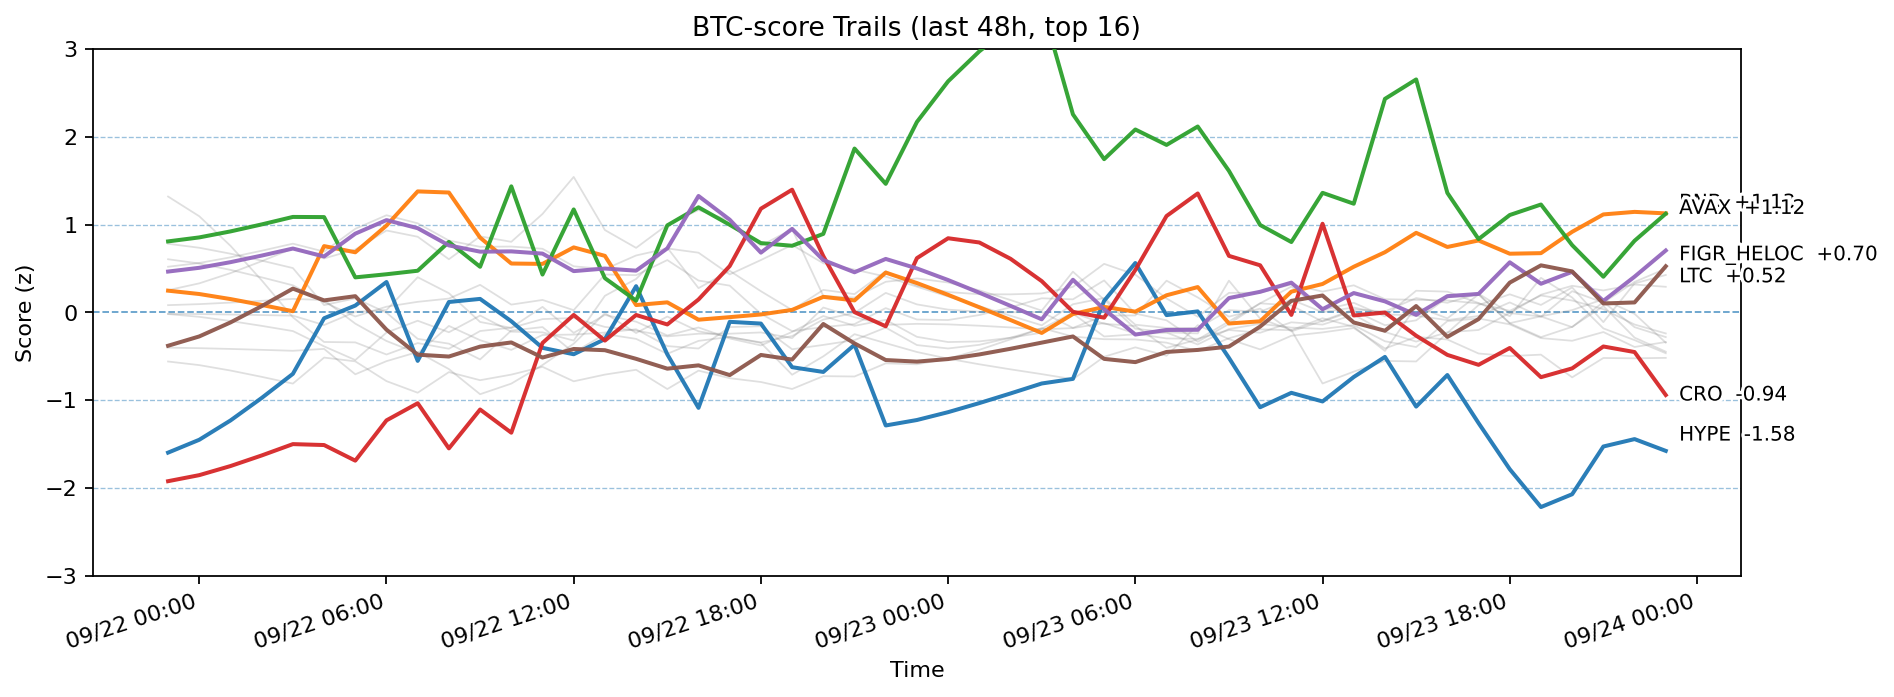 BTC-score Trails (last 48h, top 16)
Score (z)
3
2
1
0
−1
−2
−3
AVAX +1.12
FIGR_HELOC +0.70
LTC +0.52
CRO -0.94
HYPE -1.58
09/22 00:00
09/22 06:00
09/22 12:00
09/22 18:00
09/23 00:00
09/23 06:00
09/23 12:00
09/23 18:00
09/24 00:00
Time